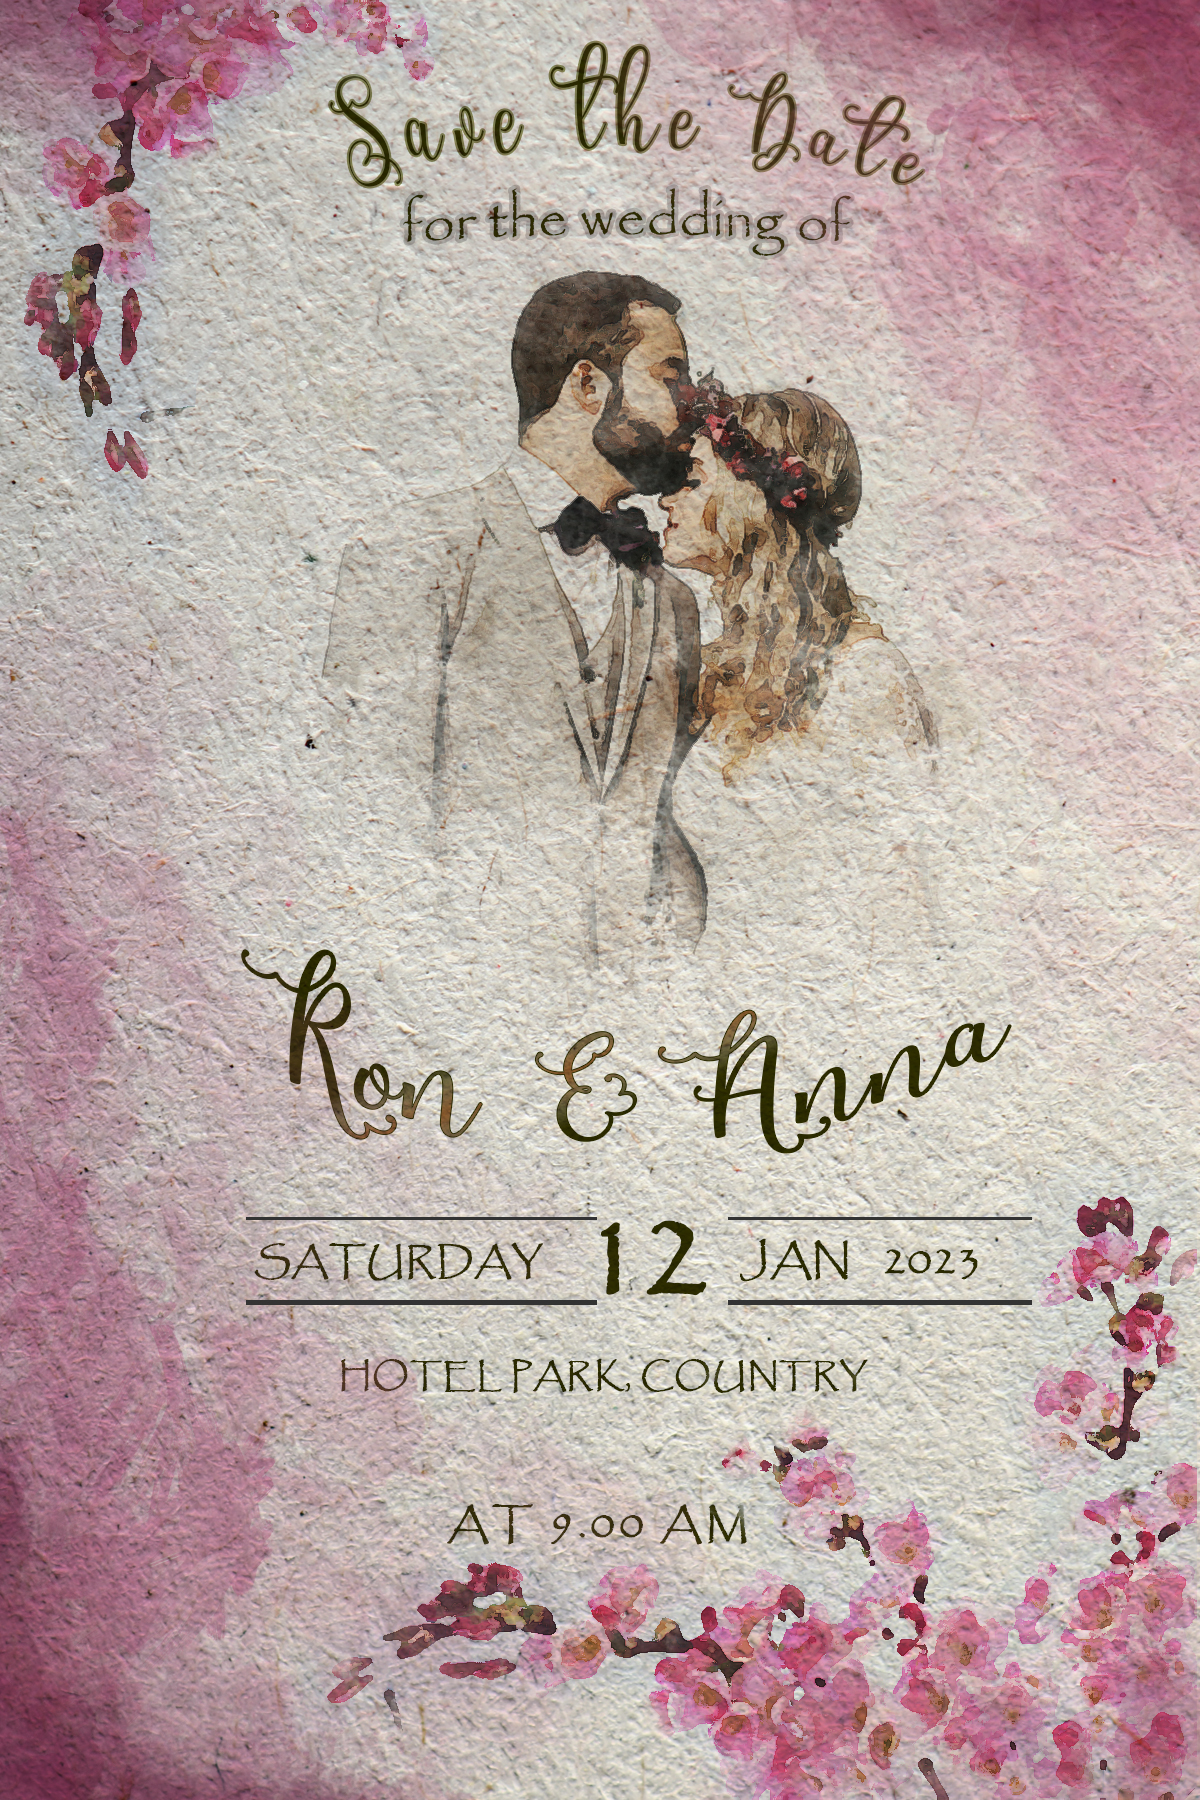 Save the Date
for the wedding of
Ron & Anna
SATURDAY 12 JAN 2023
HOTEL PARK, COUNTRY
AT 9.00 AM